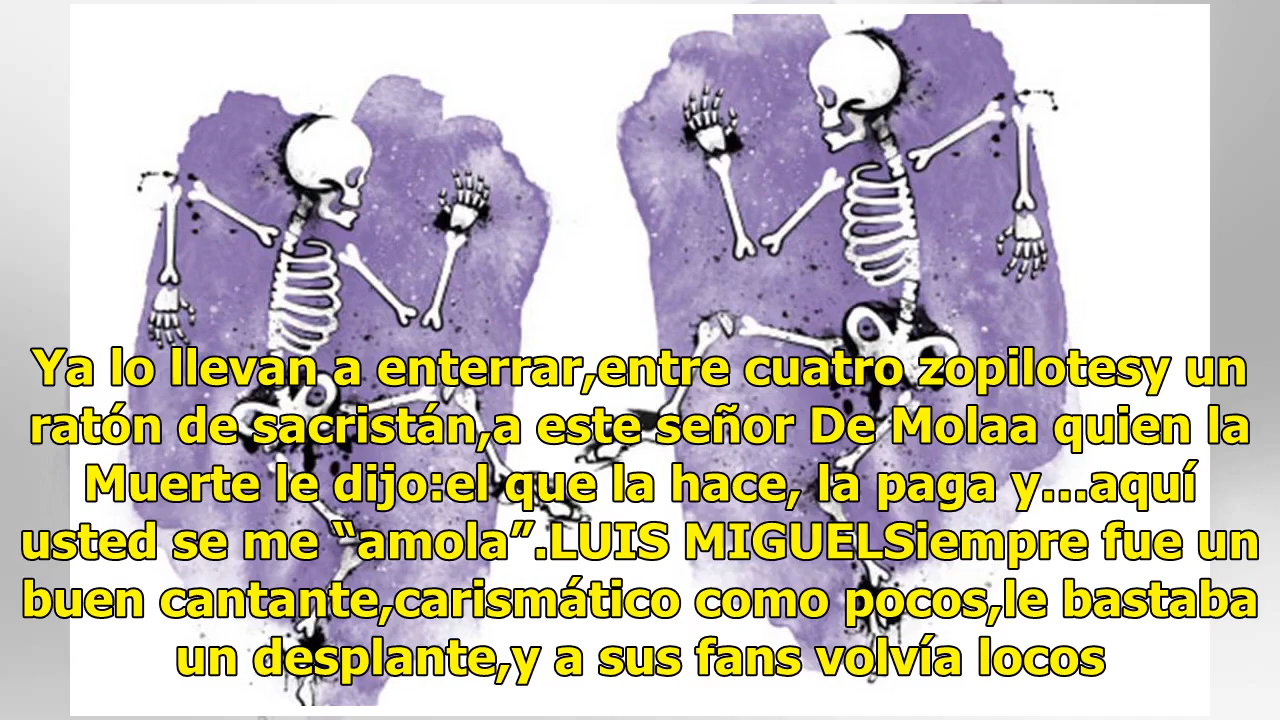 Ya lo llevan a enterrar,entre cuatro zopilotesy un
ratón de sacristán,a este señor De Molaa quien la
Muerte le dijo:el que la hace, la paga y...aquí
usted se me “amola”.LUIS MIGUELSiempre fue un
buen cantante,carismático como pocos,le bastaba
un desplante,y a sus fans volvía locos